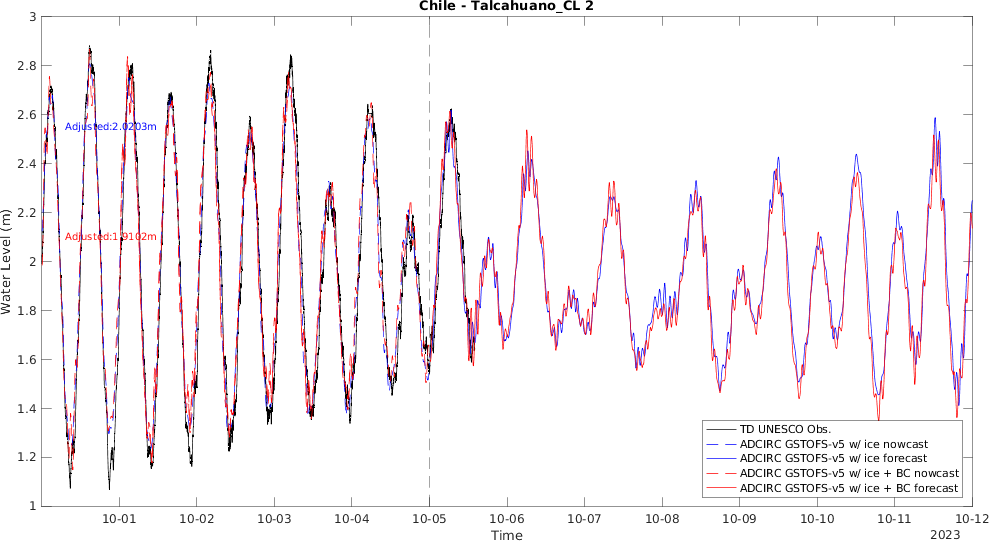 Chile - Talcahuano_CL 2
3
2.8
2.6
2.4
2.2
2
1.8
1.6
1.4
1.2
1
Water Level (m)
Adjusted:2.0203m
Adjusted:1.9102m
TD UNESCO Obs.
ADCIRC GSTOFS-v5 w/ ice nowcast
ADCIRC GSTOFS-v5 w/ ice forecast
ADCIRC GSTOFS-v5 w/ ice + BC nowcast
ADCIRC GSTOFS-v5 w/ ice + BC forecast
10-01 10-02 10-03 10-04 10-05 10-06 10-07 10-08 10-09 10-10 10-11 10-12
Time
2023